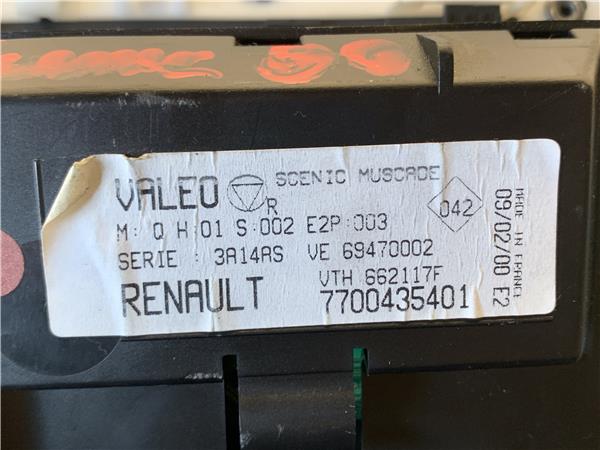 VALEO R SCENIC MUSCADE
M: Q H:01 S:002 E2P:003
042
SERIE : 3A14AS VE 69470002
VTH 662117F
RENAULT 7700435401
MADE IN FRANCE
09/02/00 E2